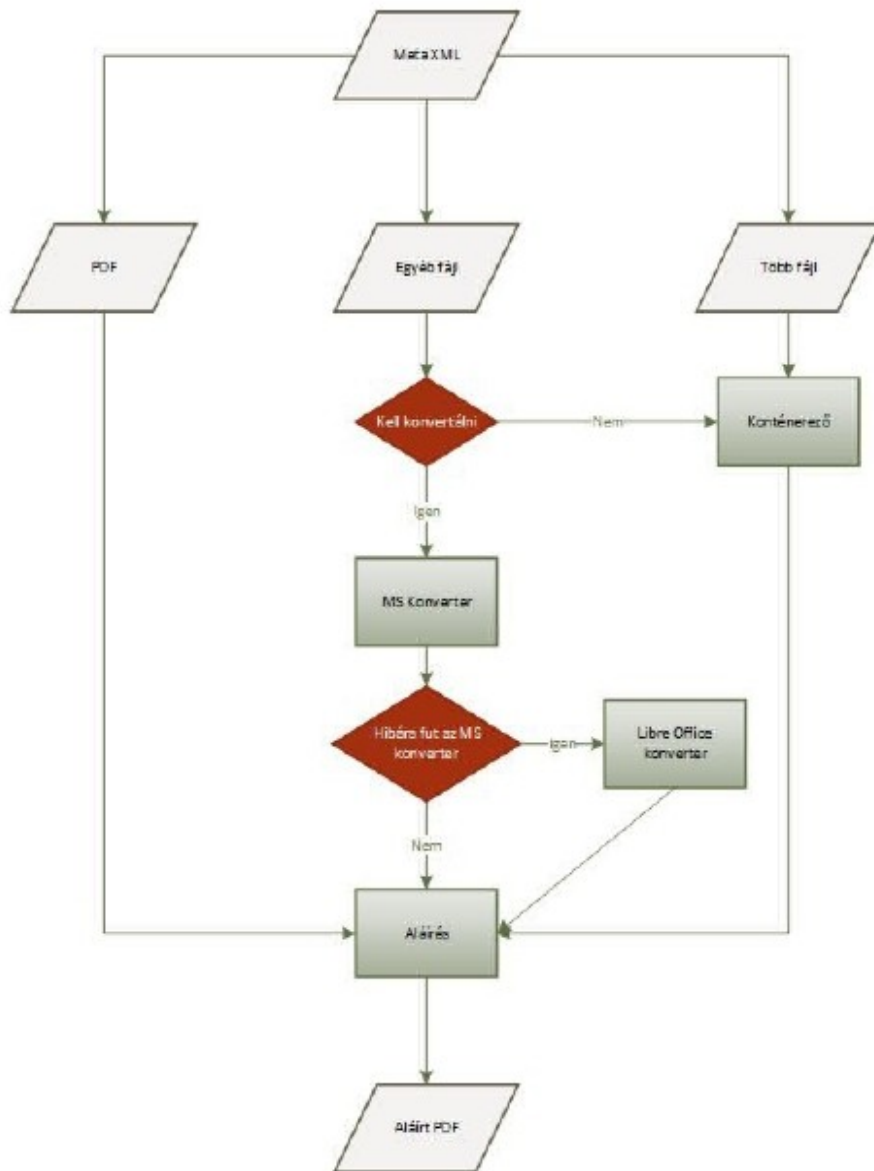 Meta XML
PDF
Egyéb fájl
Több fájl
Kell konvertálni
Nem
Konténerező
Igen
MS Konverter
Hibára fut az MS
konverter
Igen
Libre Office
konverter
Nem
Aláírás
Aláírt PDF